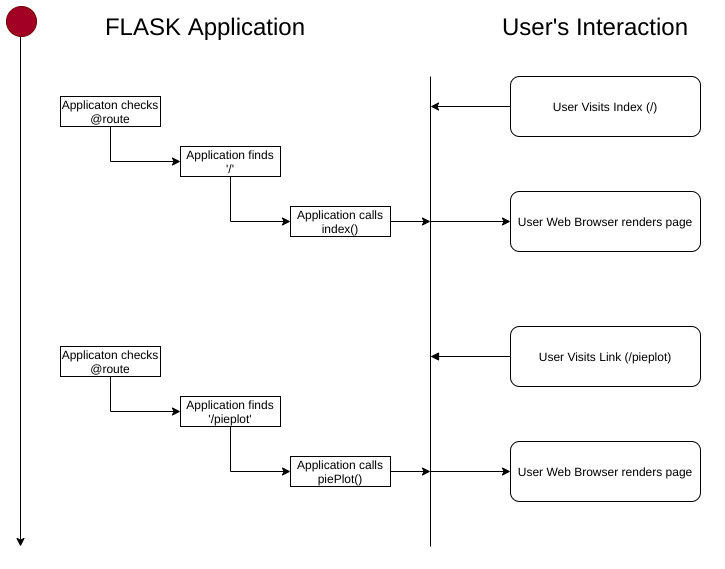 FLASK Application
User's Interaction
Applicaton checks
@route
User Visits Index (/)
Application finds
'/'
Application calls
index()
User Web Browser renders page
Applicaton checks
@route
User Visits Link (/pieplot)
Application finds
'/pieplot'
Application calls
piePlot()
User Web Browser renders page